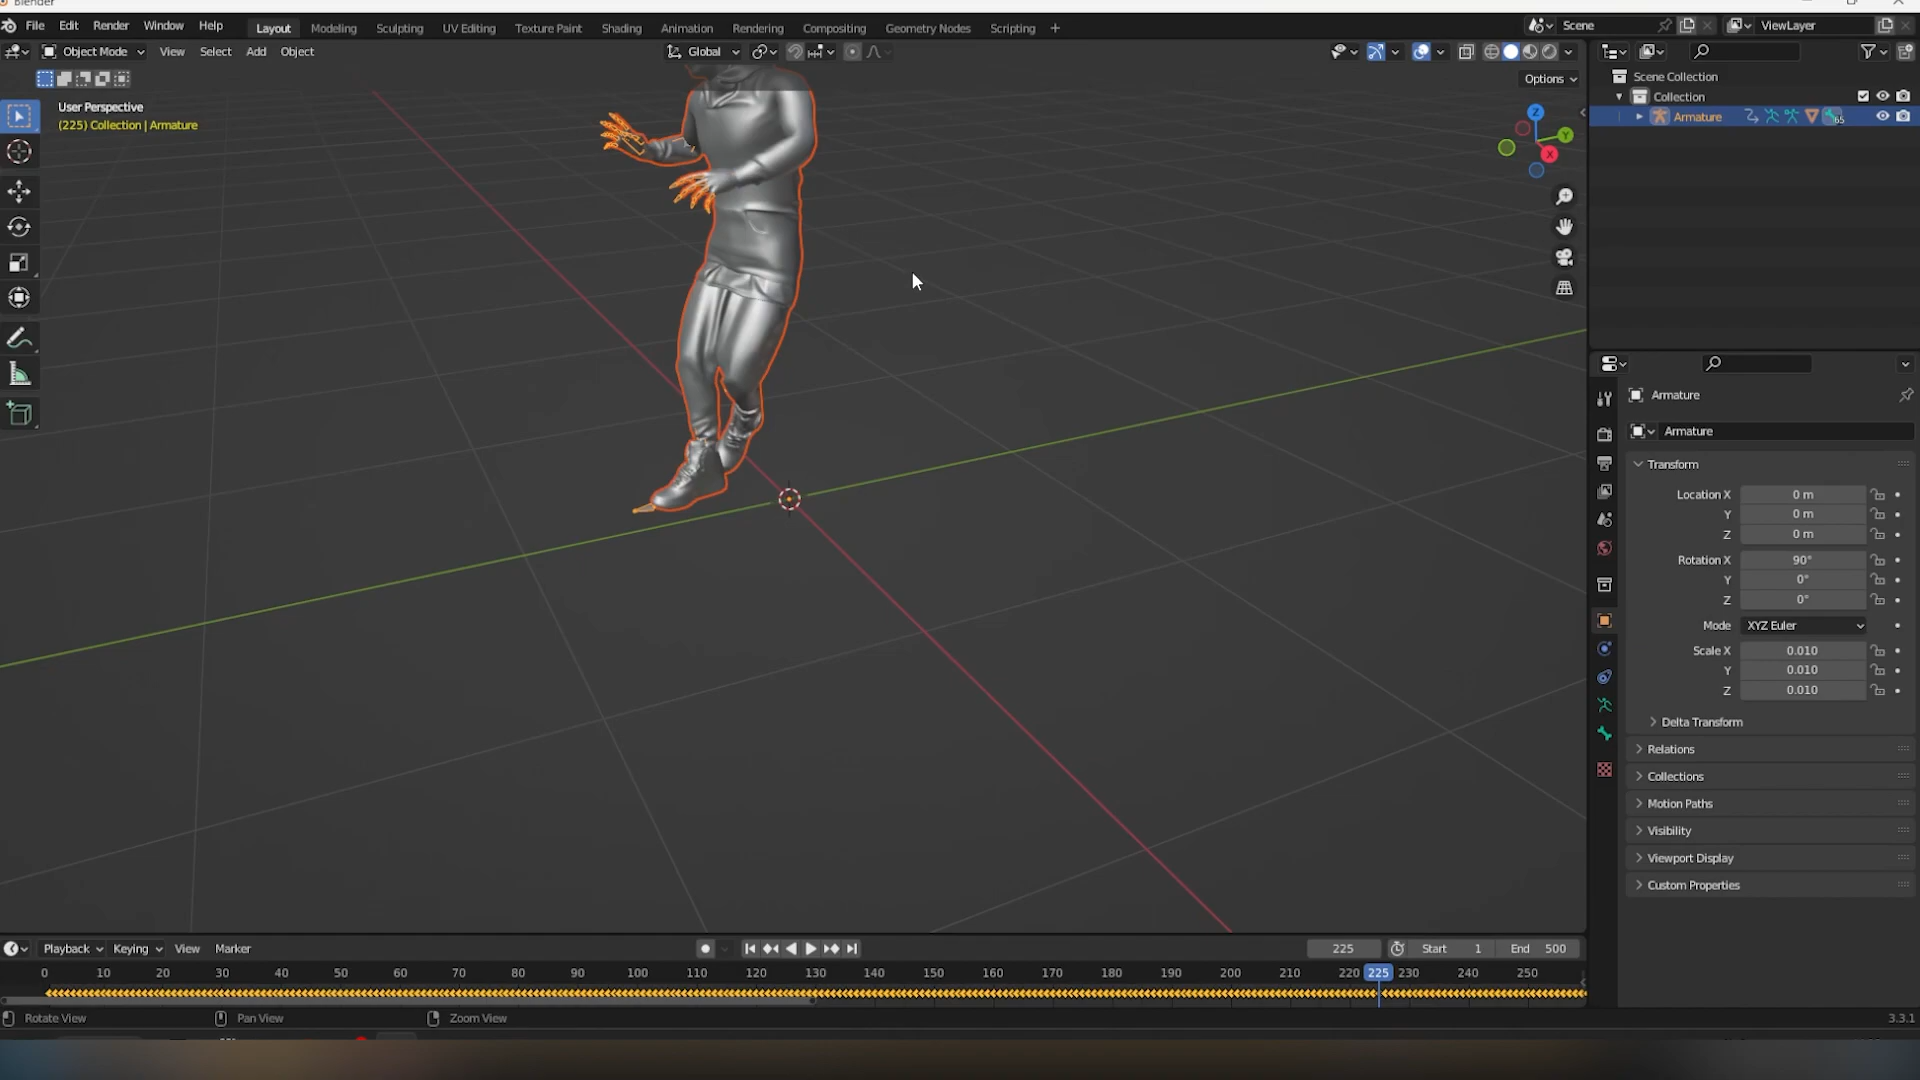 Blender
File Edit Render Window Help Layout Modeling Sculpting UV Editing Texture Paint Shading Animation Rendering Compositing Geometry Nodes Scripting + Scene ViewLayer
Object Mode View Select Add Object Global
Options
User Perspective
(225) Collection | Armature
Z
Y
X
Scene Collection
Collection
Armature 65
Armature
Armature
Transform
Location X 0 m
Y 0 m
Z 0 m
Rotation X 90°
Y 0°
Z 0°
Mode XYZ Euler
Scale X 0.010
Y 0.010
Z 0.010
Delta Transform
Relations
Collections
Motion Paths
Visibility
Viewport Display
Custom Properties
Playback Keying View Marker 225 Start 1 End 500
0 10 20 30 40 50 60 70 80 90 100 110 120 130 140 150 160 170 180 190 200 210 220 225 230 240 250
Rotate View Pan View Zoom View 3.3.1